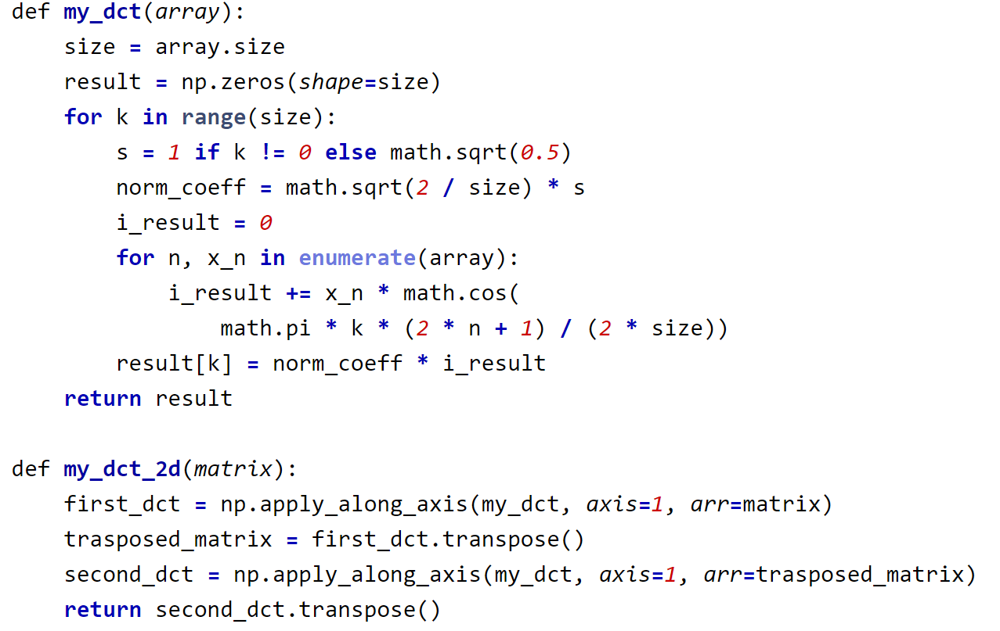 def my_dct(array):
    size = array.size
    result = np.zeros(shape=size)
    for k in range(size):
        s = 1 if k != 0 else math.sqrt(0.5)
        norm_coeff = math.sqrt(2 / size) * s
        i_result = 0
        for n, x_n in enumerate(array):
            i_result += x_n * math.cos(
                math.pi * k * (2 * n + 1) / (2 * size))
        result[k] = norm_coeff * i_result
    return result

def my_dct_2d(matrix):
    first_dct = np.apply_along_axis(my_dct, axis=1, arr=matrix)
    trasposed_matrix = first_dct.transpose()
    second_dct = np.apply_along_axis(my_dct, axis=1, arr=trasposed_matrix)
    return second_dct.transpose()